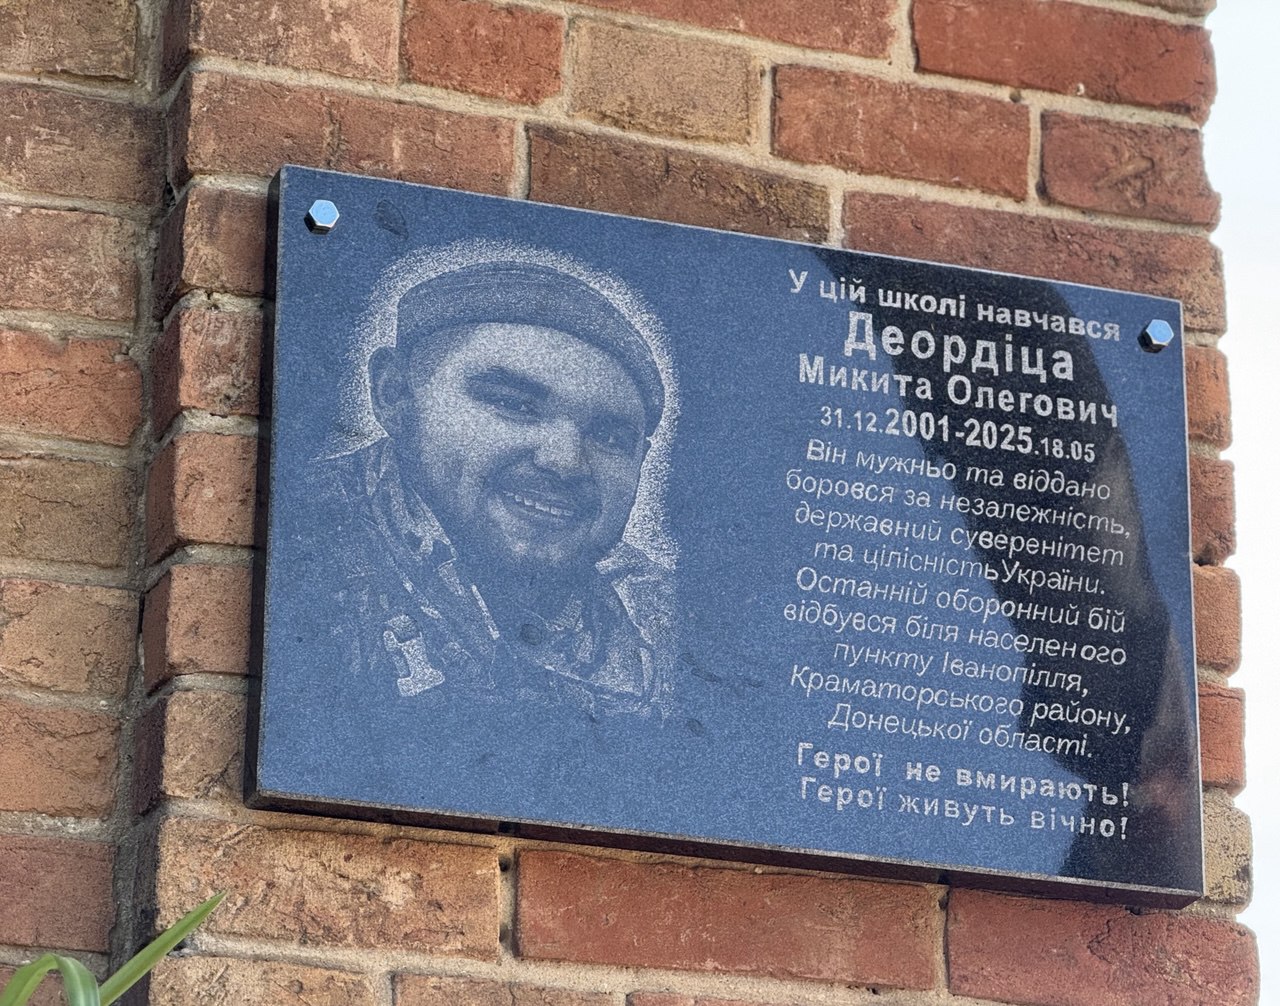 У цій школі навчався
Деордіца
Микита Олегович
31.12.2001-2025.18.05
Він мужньо та віддано
боровся за незалежність,
державний суверенітет
та цілісністьУкраїни.
Останній оборонний бій
відбувся біля населеного
пункту Іванопілля,
Краматорського району,
Донецької області.
Герої не вмирають!
Герої живуть вічно!